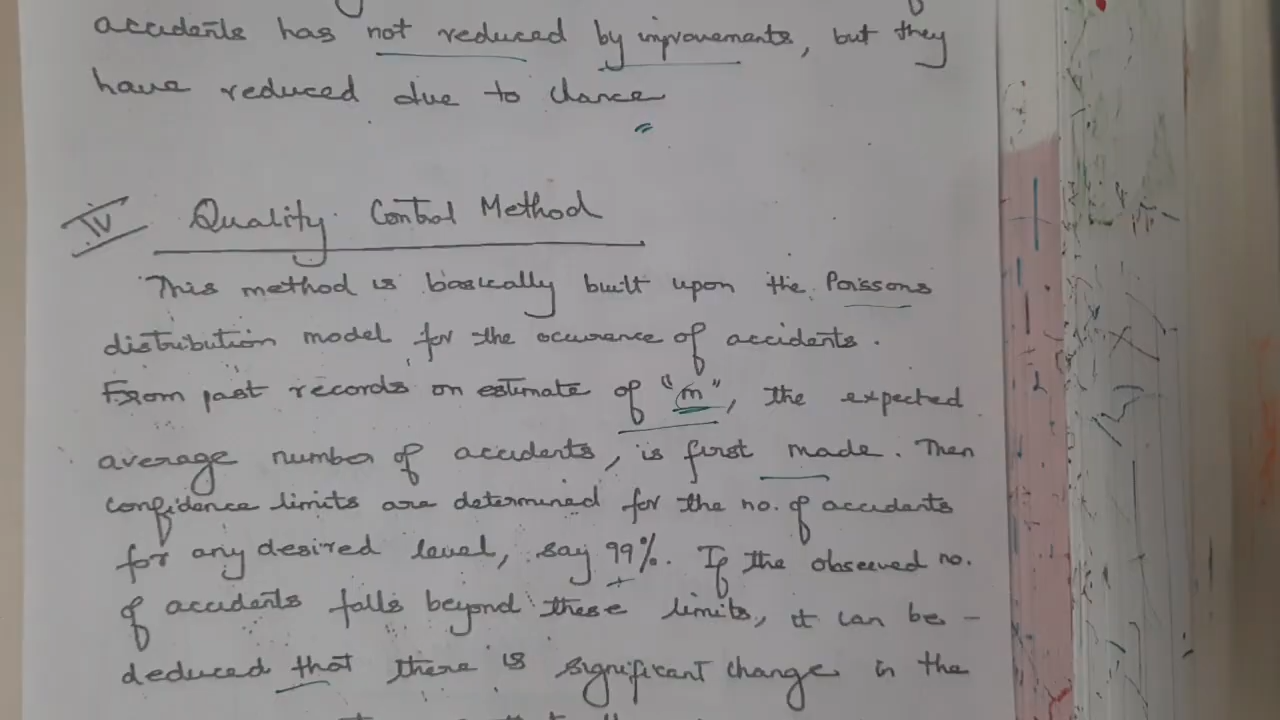 accidents has not reduced by improvements, but they
have reduced due to chance
IV Quality Control Method
This method is basically built upon the Poissons
distribution model for the occurance of accidents.
From past records on estimate of "m", the expected
average number of accidents, is first made. Then
confidence limits are determined for the no. of accidents
for any desired level, say 99%. If the observed no.
of accidents falls beyond these limits, it can be -
deduced that there is significant change in the